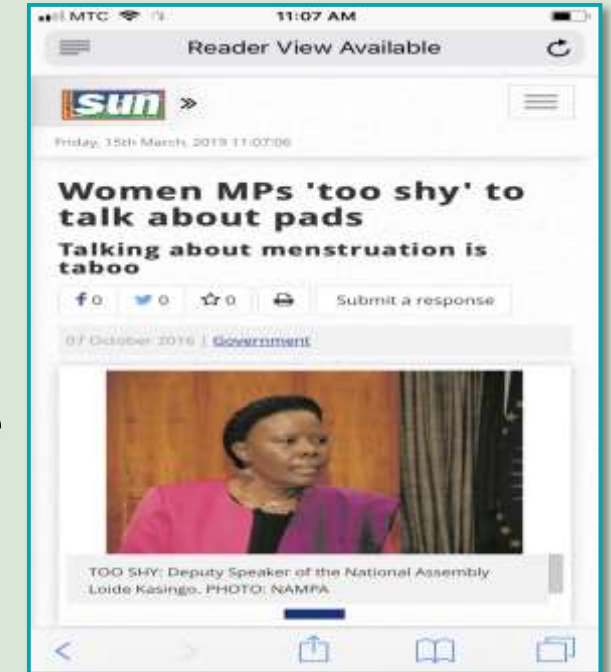 MTC
11:07 AM
Reader View Available
sun »
Friday, 15th March, 2019 11:07:06
Women MPs 'too shy' to
talk about pads
Talking about menstruation is
taboo
0 0 0 Submit a response
07 October 2016 | Government
TOO SHY: Deputy Speaker of the National Assembly
Loide Kasingo. PHOTO: NAMPA